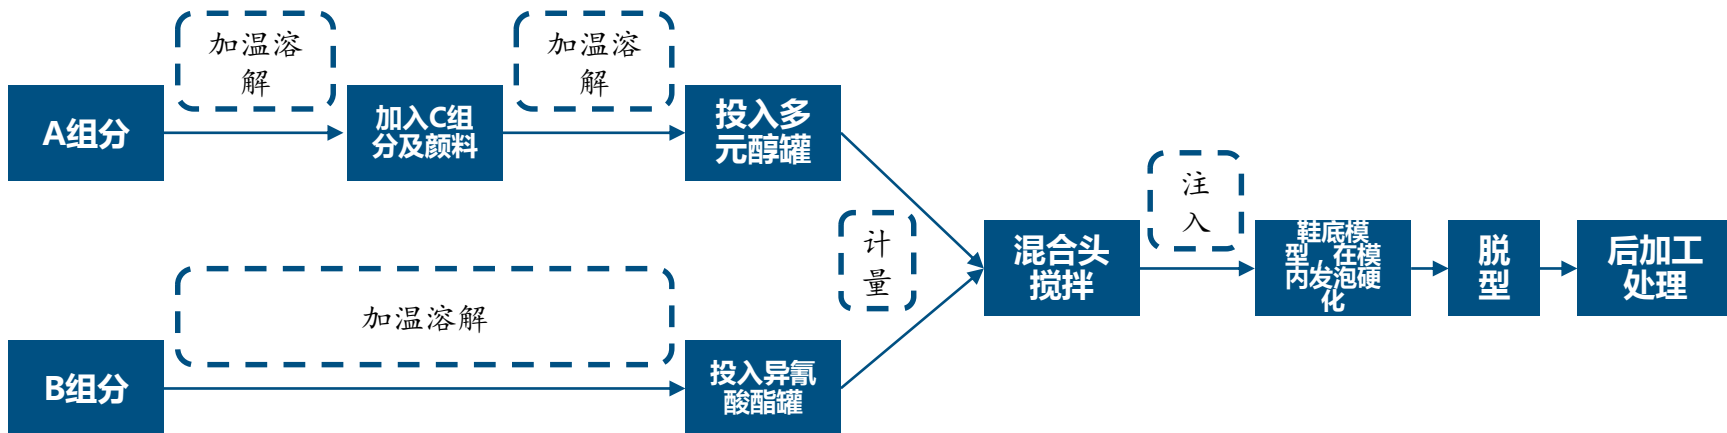 加温溶
解
加温溶
解
A组分
加入C组
分及颜料
投入多
元醇罐
计
量
注
入
混合头
搅拌
鞋底模
型，在模
内发泡硬
化
脱
型
后加工
处理
加温溶解
B组分
投入异氰
酸酯罐